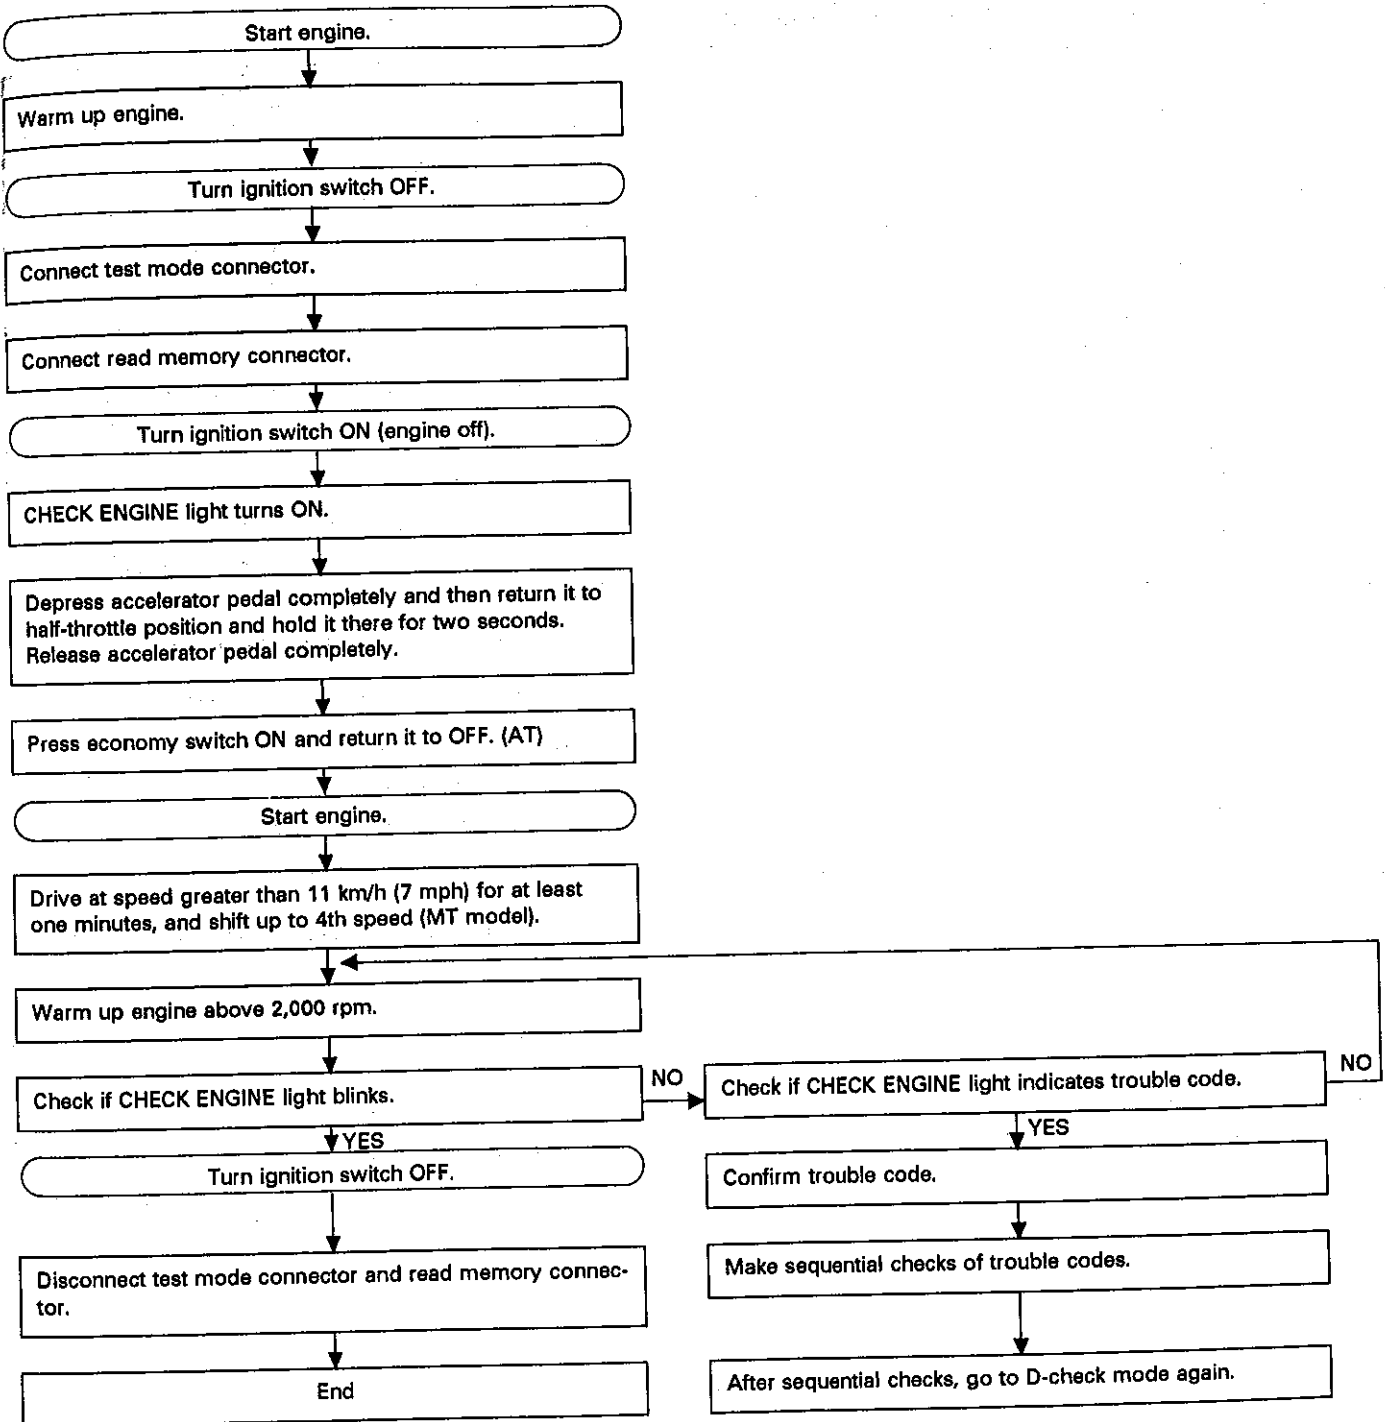 Start engine.
Warm up engine.
Turn ignition switch OFF.
Connect test mode connector.
Connect read memory connector.
Turn ignition switch ON (engine off).
CHECK ENGINE light turns ON.
Depress accelerator pedal completely and then return it to
half-throttle position and hold it there for two seconds.
Release accelerator pedal completely.
Press economy switch ON and return it to OFF. (AT)
Start engine.
Drive at speed greater than 11 km/h (7 mph) for at least
one minutes, and shift up to 4th speed (MT model).
Warm up engine above 2,000 rpm.
Check if CHECK ENGINE light blinks.
NO
Check if CHECK ENGINE light indicates trouble code.
NO
YES
Turn ignition switch OFF.
Disconnect test mode connector and read memory connec-
tor.
End
YES
Confirm trouble code.
Make sequential checks of trouble codes.
After sequential checks, go to D-check mode again.